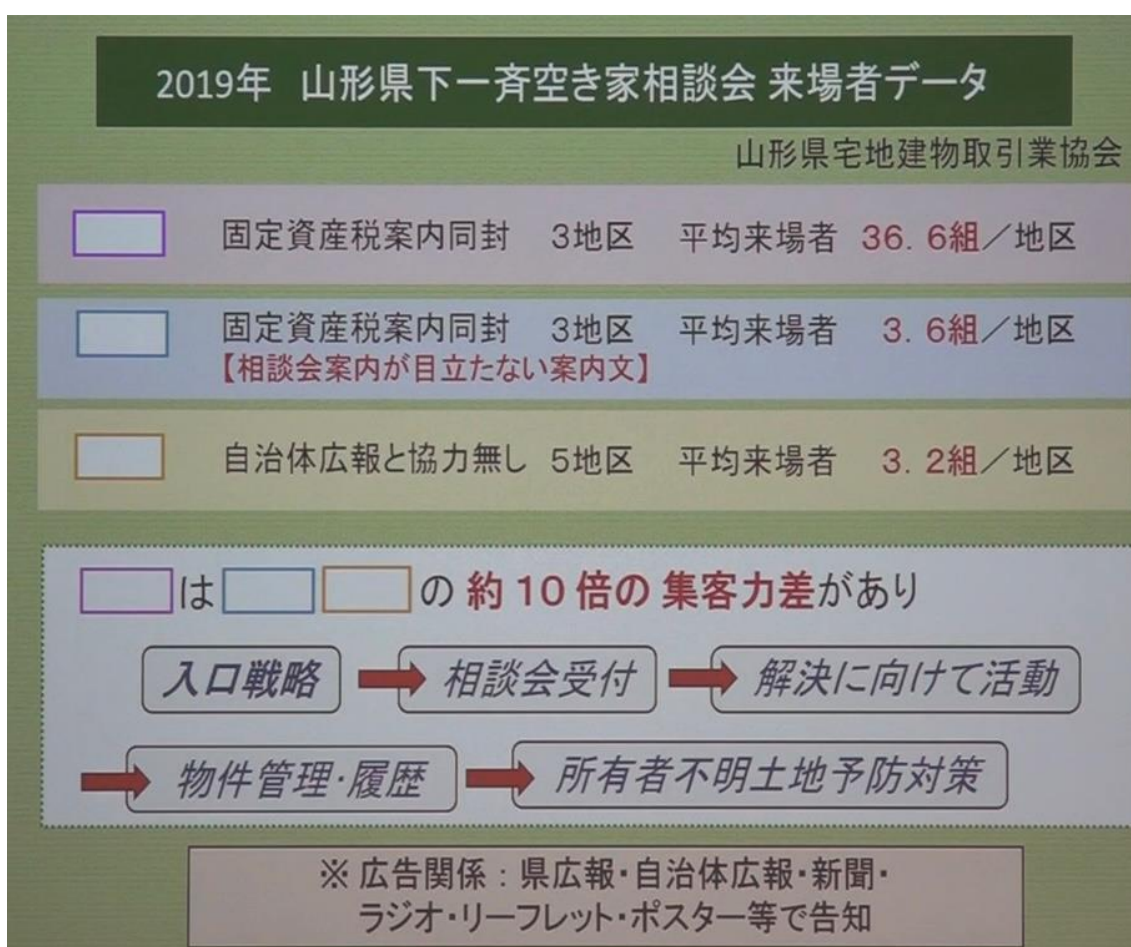 2019年 山形県下一斉空き家相談会 来場者データ
山形県宅地建物取引業協会
固定資産税案内同封 3地区 平均来場者 36.6組／地区
固定資産税案内同封 3地区 平均来場者 3.6組／地区
【相談会案内が目立たない案内文】
自治体広報と協力無し 5地区 平均来場者 3.2組／地区
は の 約10倍の 集客力差があり
入口戦略 相談会受付 解決に向けて活動
物件管理・履歴 所有者不明土地予防対策
※ 広告関係：県広報・自治体広報・新聞・
ラジオ・リーフレット・ポスター等で告知